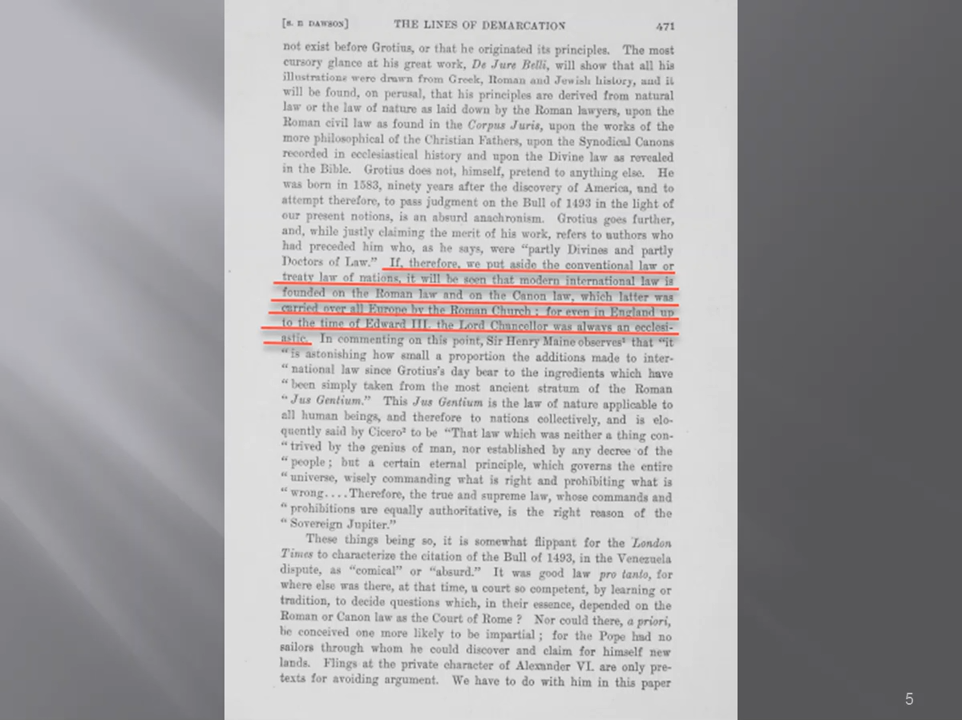 [S. E DAWSON] THE LINES OF DEMARCATION 471
not exist before Grotius, or that he originated its principles. The most
cursory glance at his great work, De Jure Belli, will show that all his
illustrations were drawn from Greek, Roman and Jewish history, and it
will be found, on perusal, that his principles are derived from natural
law or the law of nature as laid down by the Roman lawyers, upon the
Roman civil law as found in the Corpus Juris, upon the works of the
more philosophical of the Christian Fathers, upon the Synodical Canons
recorded in ecclesiastical history and upon the Divine law as revealed
in the Bible. Grotius does not, himself, pretend to anything else. He
was born in 1583, ninety years after the discovery of America, and to
attempt therefore, to pass judgment on the Bull of 1493 in the light of
our present notions, is an absurd anachronism. Grotius goes further,
and, while justly claiming the merit of his work, refers to authors who
had preceded him who, as he says, were "partly Divines and partly
Doctors of Law." If, therefore, we put aside the conventional law or
treaty law of nations, it will be seen that modern international law is
founded on the Roman law and on the Canon law, which latter was
carried over all Europe by the Roman Church; for even in England up
to the time of Edward III. the Lord Chancellor was always an ecclesi-
astic. In commenting on this point, Sir Henry Maine observes¹ that "it
"is astonishing how small a proportion the additions made to inter-
"national law since Grotius's day bear to the ingredients which have
"been simply taken from the most ancient stratum of the Roman
"Jus Gentium." This Jus Gentium is the law of nature applicable to
all human beings, and therefore to nations collectively, and is elo-
quently said by Cicero² to be "That law which was neither a thing con-
"trived by the genius of man, nor established by any decree of the
"people; but a certain eternal principle, which governs the entire
"universe, wisely commanding what is right and prohibiting what is
"wrong....Therefore, the true and supreme law, whose commands and
"prohibitions are equally authoritative, is the right reason of the
"Sovereign Jupiter."
These things being so, it is somewhat flippant for the London
Times to characterize the citation of the Bull of 1493, in the Venezuela
dispute, as "comical" or "absurd." It was good law pro tanto, for
where else was there, at that time, a court so competent, by learning or
tradition, to decide questions which, in their essence, depended on the
Roman or Canon law as the Court of Rome? Nor could there, a priori,
be conceived one more likely to be impartial; for the Pope had no
sailors through whom he could discover and claim for himself new
lands. Flings at the private character of Alexander VI. are only pre-
texts for avoiding argument. We have to do with him in this paper
5